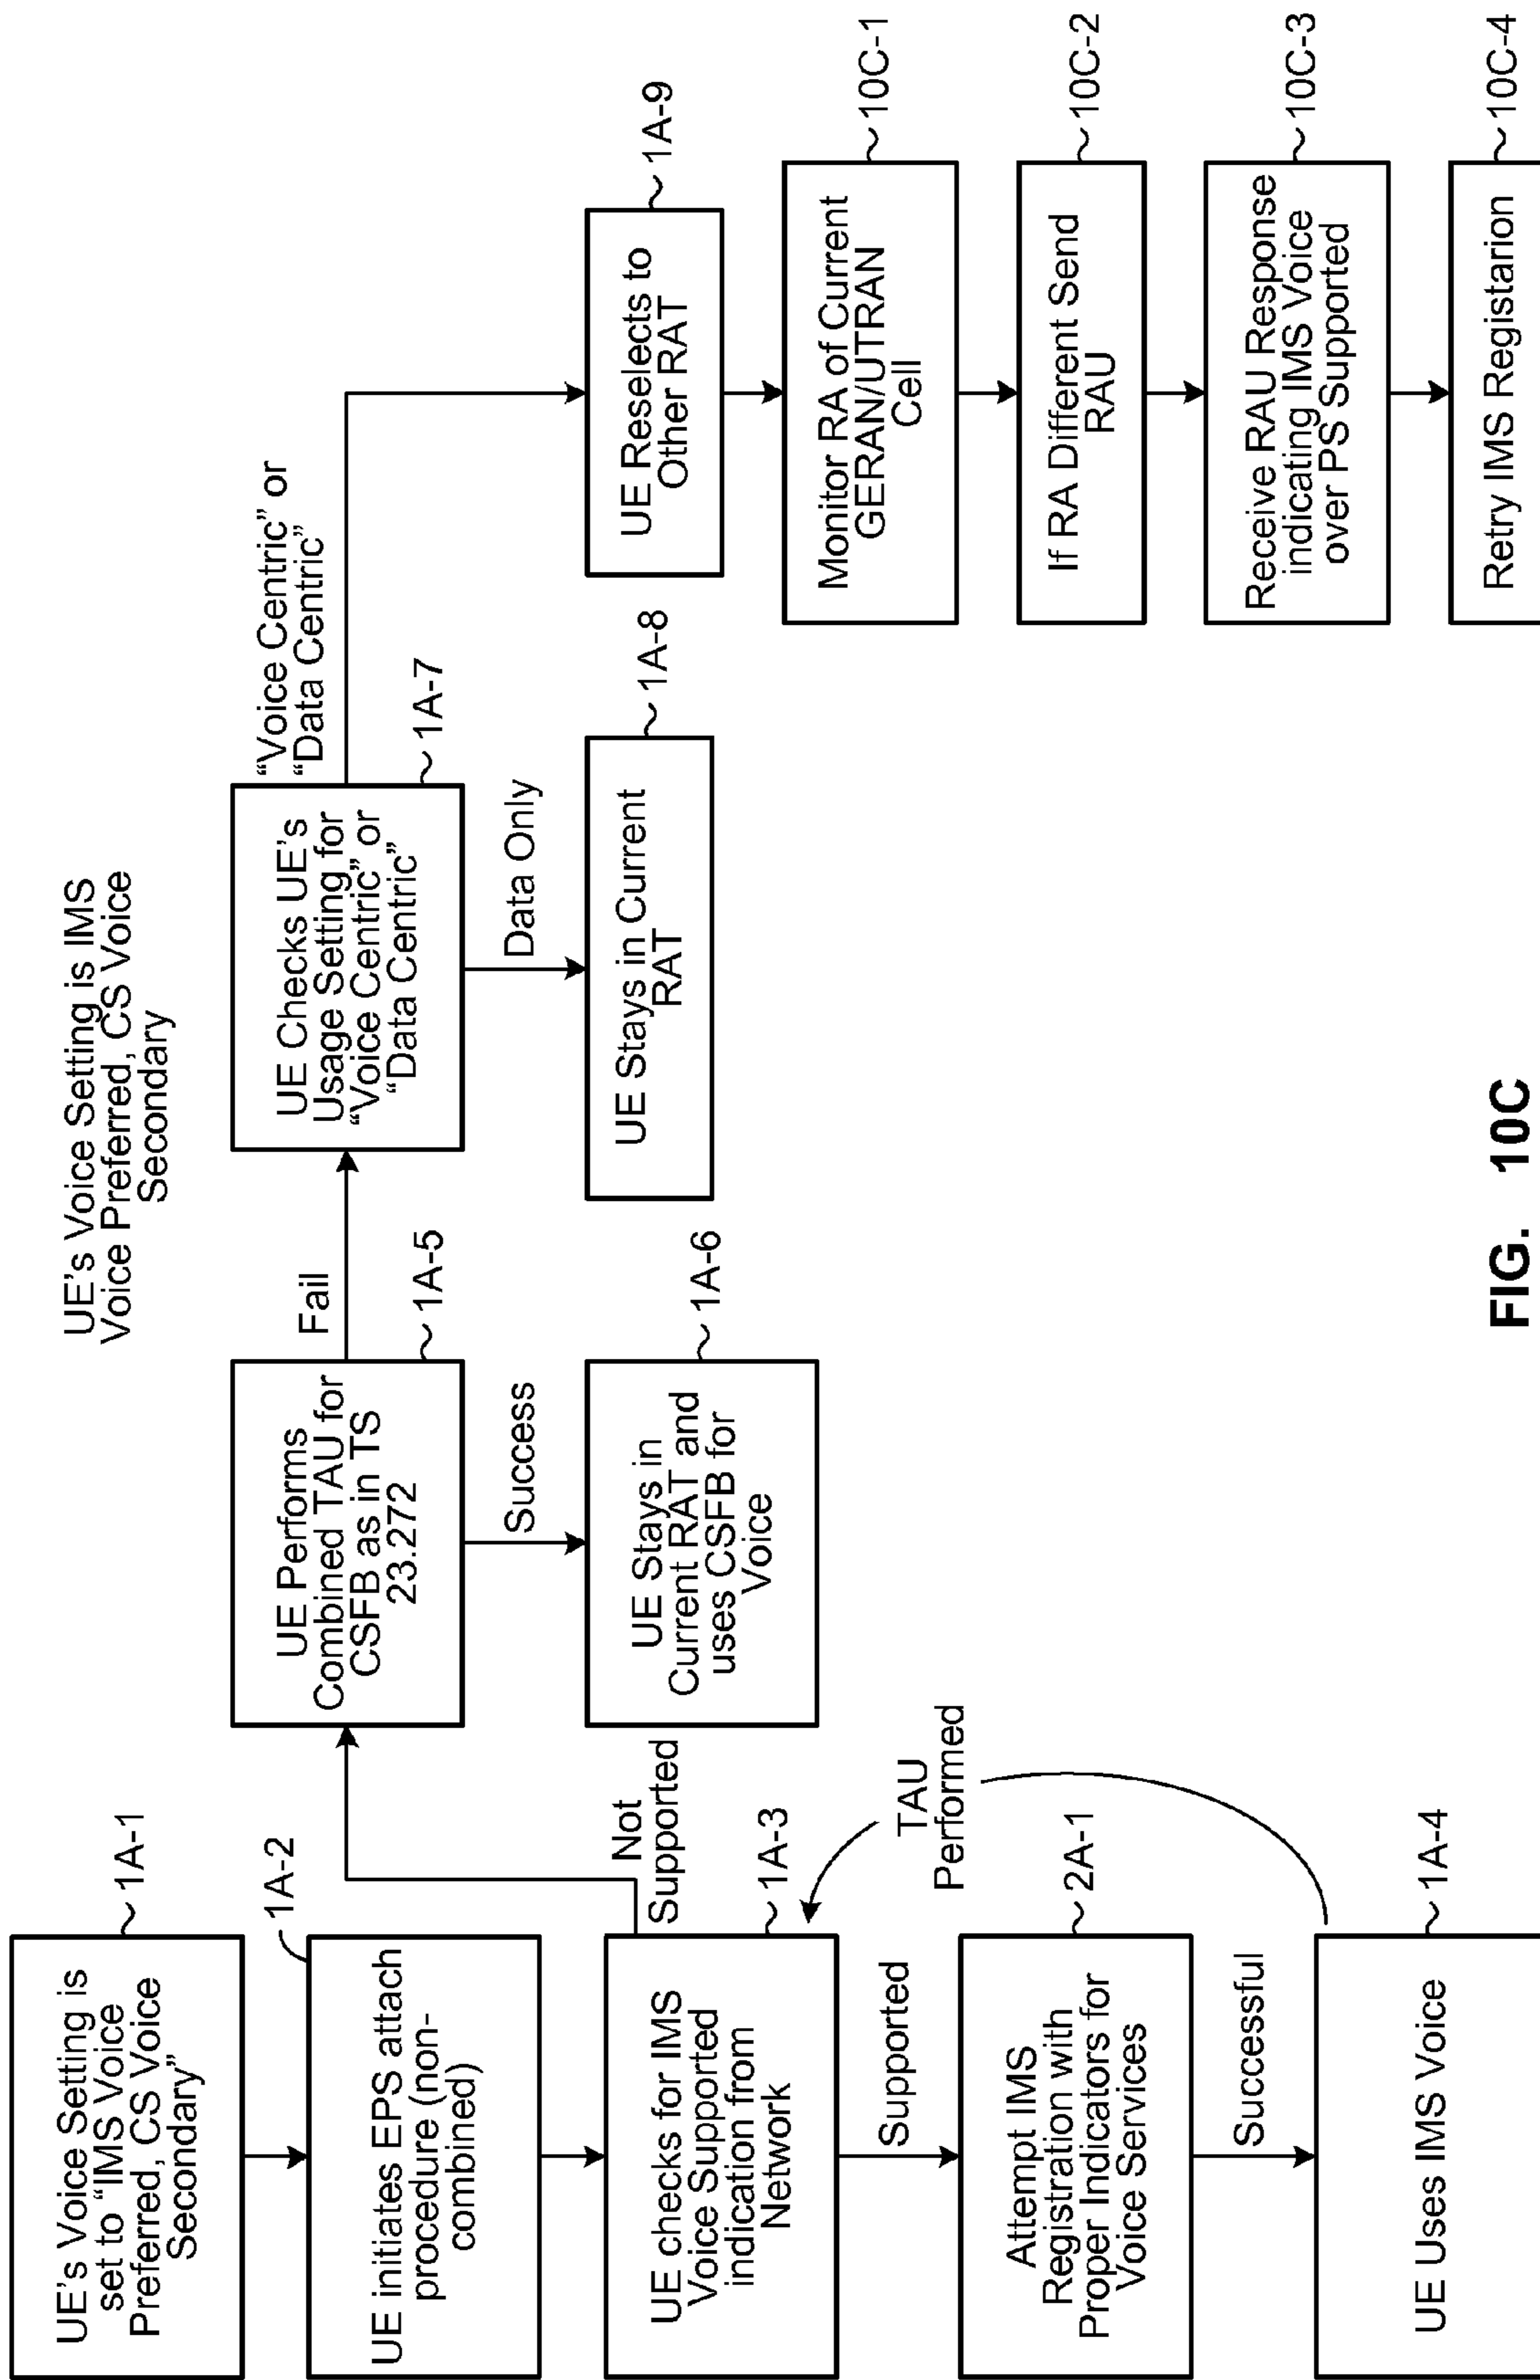 UE's Voice Setting is IMS
Voice Preferred, CS Voice
Secondary
UE's Voice Setting is
set to “IMS Voice
Preferred, CS Voice
Secondary”
1A-1
1A-2
UE initiates EPS attach
procedure (non-
combined)
UE checks for IMS
Voice Supported
indication from
Network
1A-3
Not
Supported
Supported
TAU
Performed
Attempt IMS
Registration with
Proper Indicators for
Voice Services
2A-1
Successful
UE Uses IMS Voice
1A-4
UE Performs
Combined TAU for
CSFB as in TS
23.272
1A-5
Fail
Success
UE Stays in
Current RAT and
uses CSFB for
Voice
1A-6
UE Checks UE's
Usage Setting for
“Voice Centric” or
“Data Centric”
1A-7
“Voice Centric” or
“Data Centric”
Data Only
UE Stays in Current
RAT
1A-8
UE Reselects to
Other RAT
1A-9
Monitor RA of Current
GERAN/UTRAN
Cell
10C-1
If RA Different Send
RAU
10C-2
Receive RAU Response
indicating IMS Voice
over PS Supported
10C-3
Retry IMS Registarion
10C-4
FIG. 10C